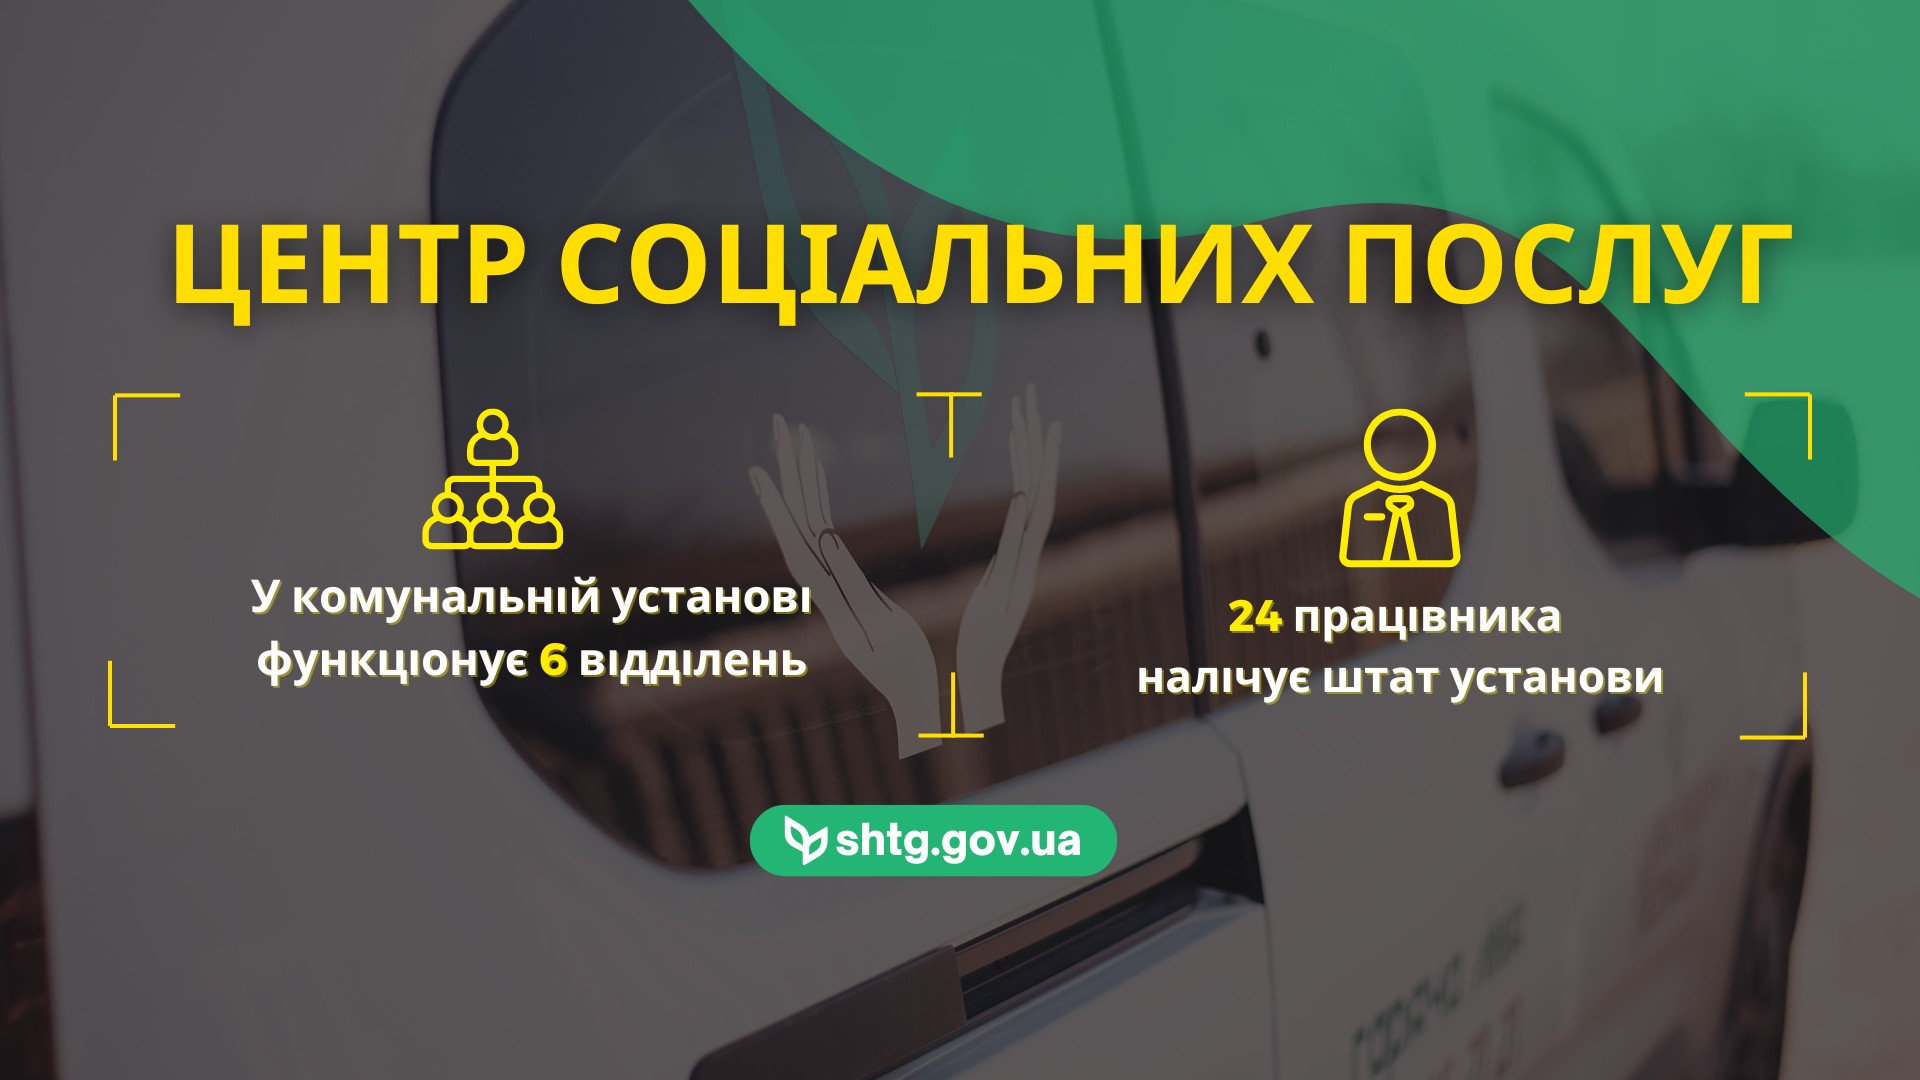 ЦЕНТР СОЦІАЛЬНИХ ПОСЛУГ
У комунальній установі
функціонує 6 відділень
24 працівника
налічує штат установи
shtg.gov.ua